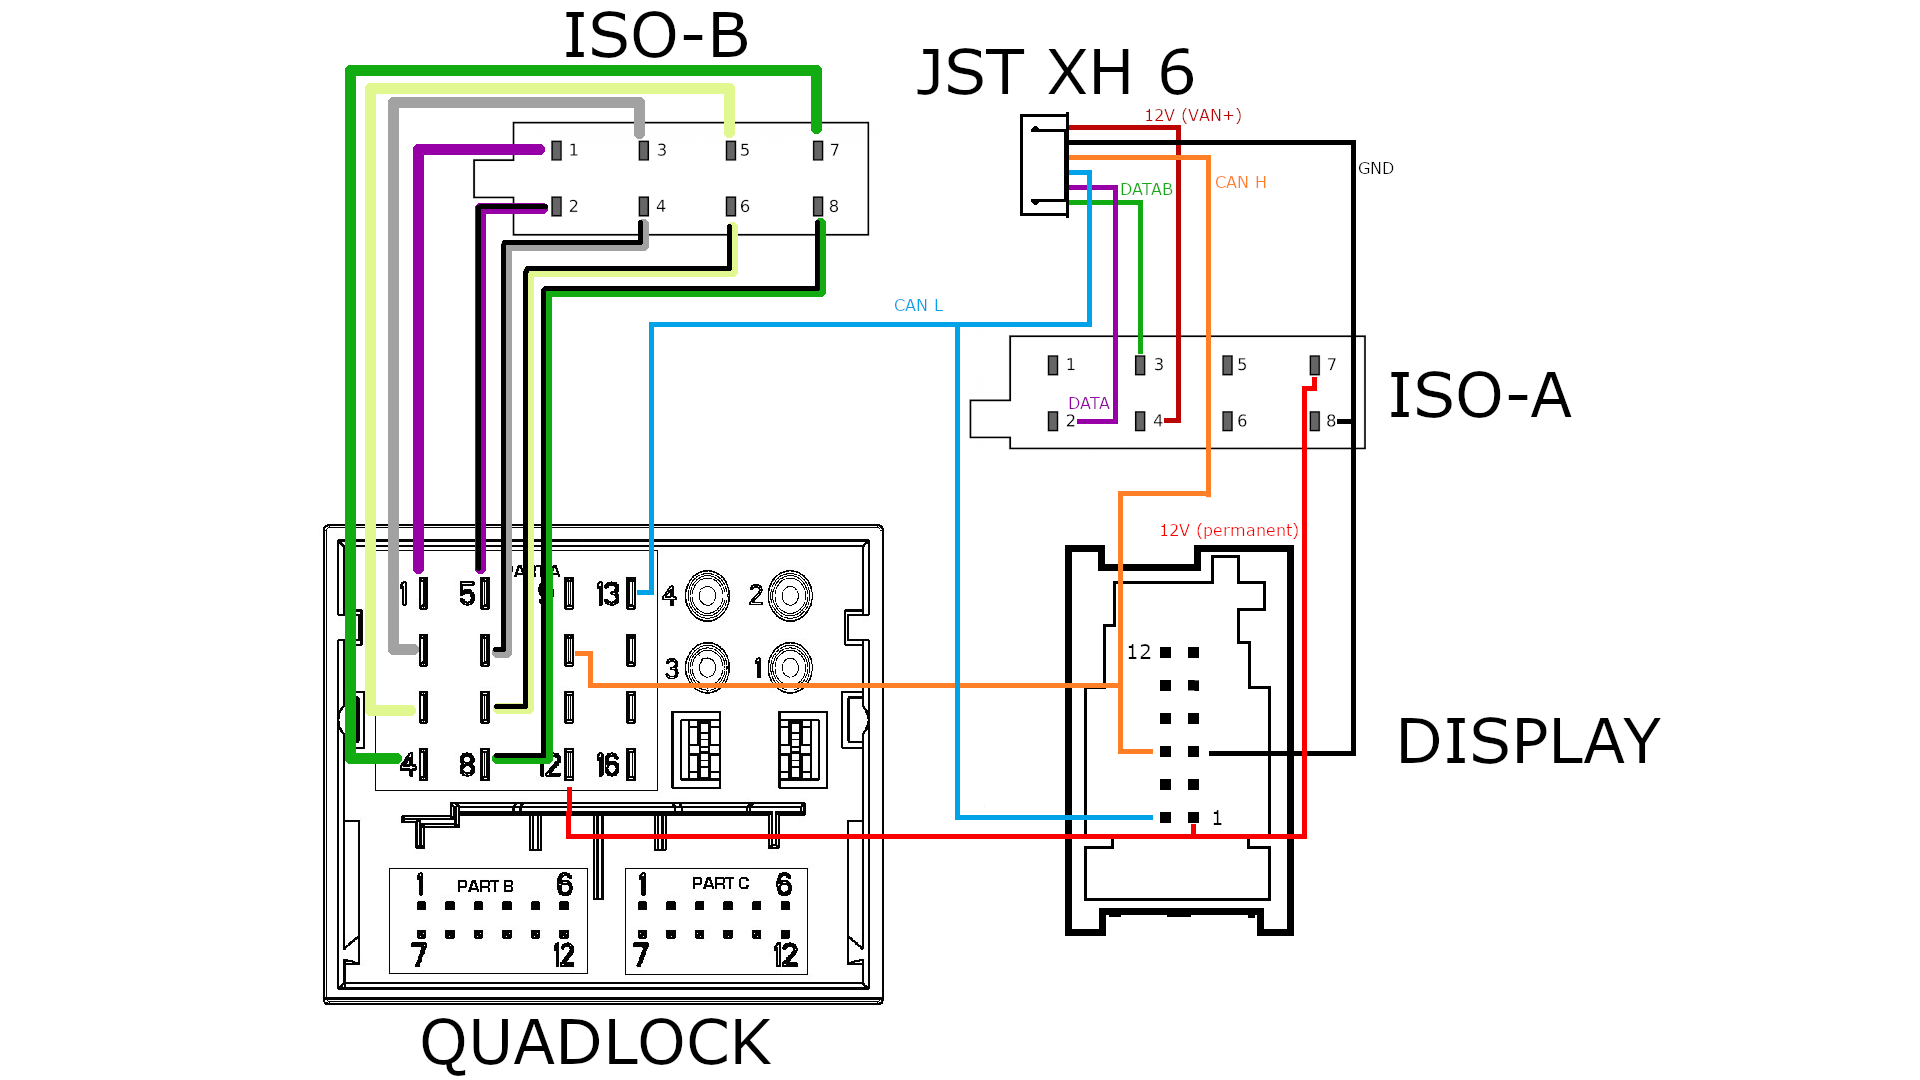 ISO-B
JST XH 6
12V (VAN+)
1 3 5 7
GND
CAN H
DATAB
2 4 6 8
CAN L
1 3 5 7
ISO-A
DATA
2 4 6 8
12V (permanent)
1 5 9 13 4 2
12
3 1
DISPLAY
4 8 12 16
1
1 PART B 6 1 PART C 6
7 12 7 12
QUADLOCK